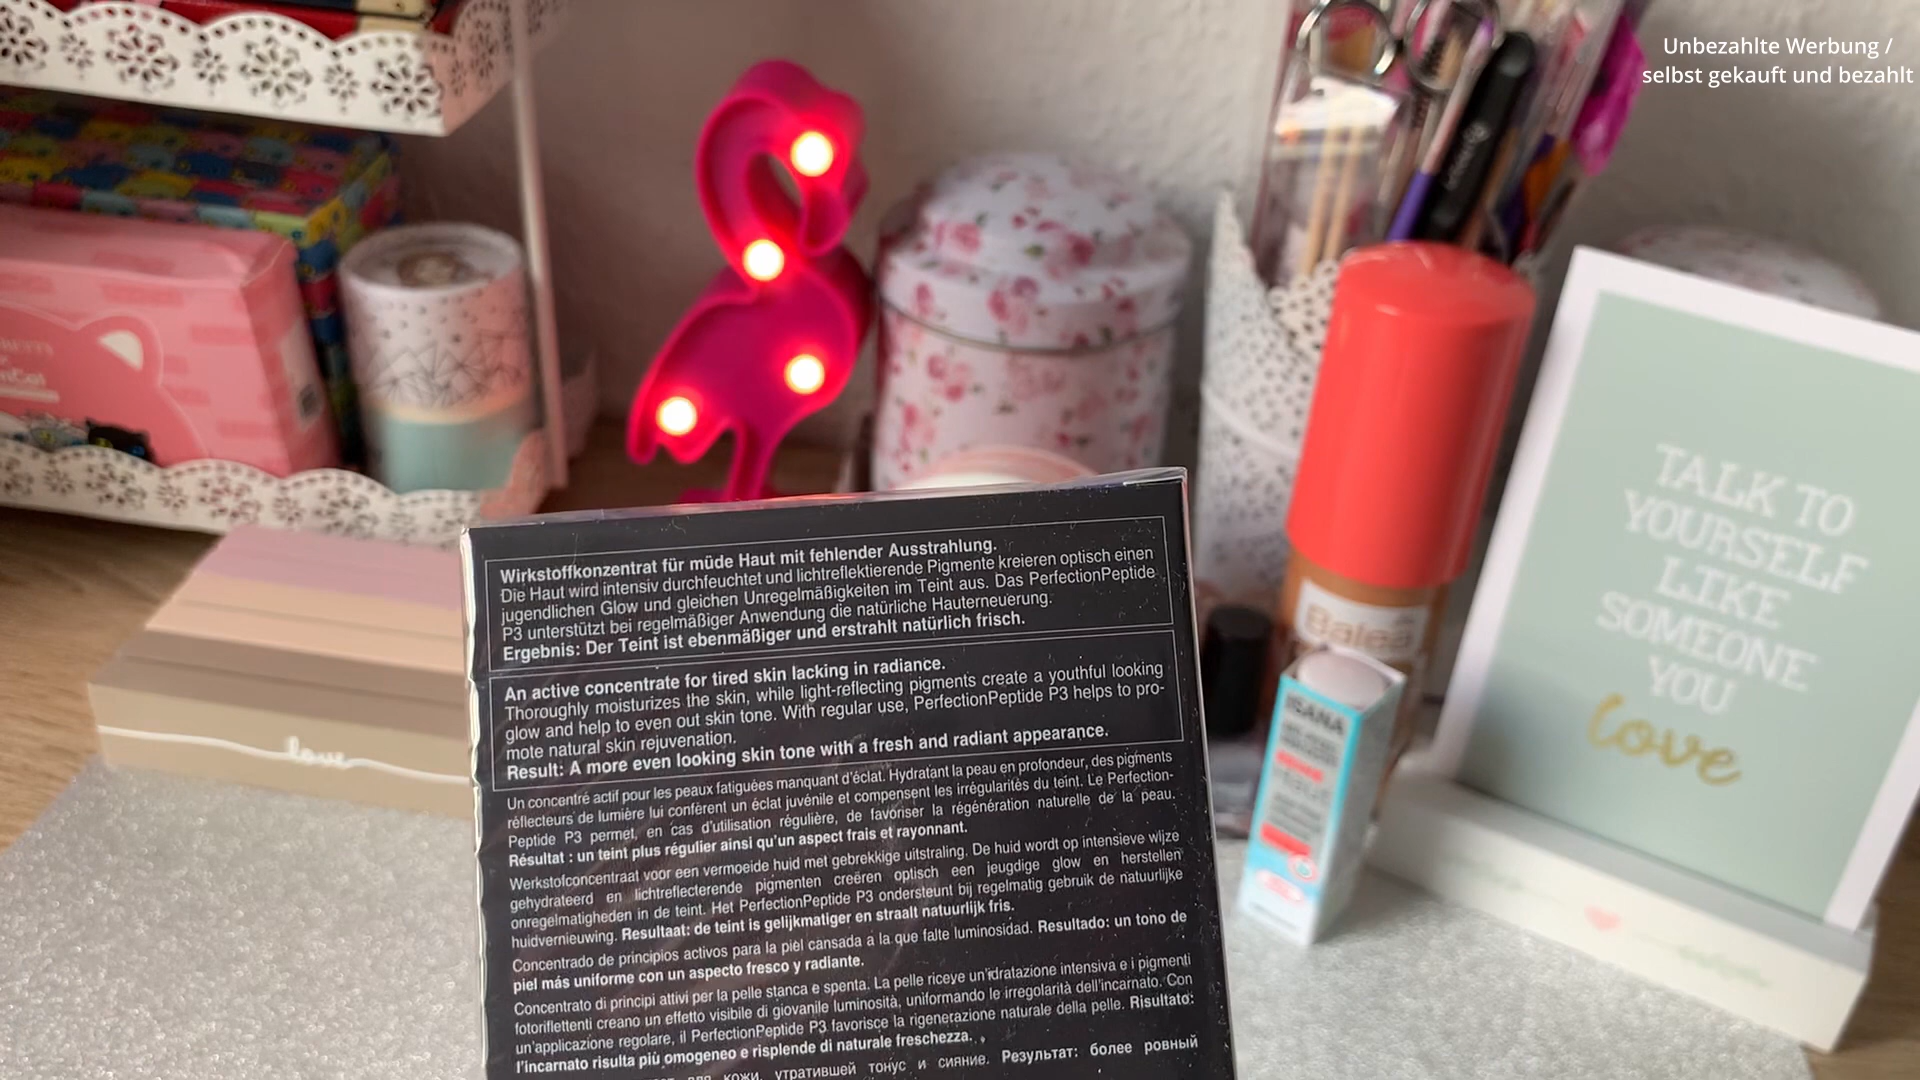 Unbezahlte Werbung /
selbst gekauft und bezahlt
TALK TO
YOURSELF
LIKE
SOMEONE
YOU
love
Balea
ISANA
love
Wirkstoffkonzentrat für müde Haut mit fehlender Ausstrahlung.
Die Haut wird intensiv durchfeuchtet und lichtreflektierende Pigmente kreieren optisch einen
jugendlichen Glow und gleichen Unregelmäßigkeiten im Teint aus. Das PerfectionPeptide
P3 unterstützt bei regelmäßiger Anwendung die natürliche Hauterneuerung.
Ergebnis: Der Teint ist ebenmäßiger und erstrahlt natürlich frisch.
An active concentrate for tired skin lacking in radiance.
Thoroughly moisturizes the skin, while light-reflecting pigments create a youthful looking
glow and help to even out skin tone. With regular use, PerfectionPeptide P3 helps to pro-
mote natural skin rejuvenation.
Result: A more even looking skin tone with a fresh and radiant appearance.
Un concentré actif pour les peaux fatiguées manquant d'éclat. Hydratant la peau en profondeur, des pigments
réflecteurs de lumière lui confèrent un éclat juvénile et compensent les irrégularités du teint. Le Perfection-
Peptide P3 permet, en cas d'utilisation régulière, de favoriser la régénération naturelle de la peau.
Résultat : un teint plus régulier ainsi qu'un aspect frais et rayonnant.
Werkstofconcentraat voor een vermoeide huid met gebrekkige uitstraling. De huid wordt op intensieve wijze
gehydrateerd en lichtreflecterende pigmenten creëren optisch een jeugdige glow en herstellen
onregelmatigheden in de teint. Het PerfectionPeptide P3 ondersteunt bij regelmatig gebruik de natuurlijke
huidvernieuwing. Resultaat: de teint is gelijkmatiger en straalt natuurlijk fris.
Concentrado de principios activos para la piel cansada a la que falte luminosidad. Resultado: un tono de
piel más uniforme con un aspecto fresco y radiante.
Concentrato di principi attivi per la pelle stanca e spenta. La pelle riceve un'idratazione intensiva e i pigmenti
fotoriflettenti creano un effetto visibile di giovanile luminosità, uniformando le irregolarità dell'incarnato. Con
un'applicazione regolare, il PerfectionPeptide P3 favorisce la rigenerazione naturale della pelle. Risultato:
l'incarnato risulta più omogeneo e risplende di naturale freschezza.
для кожи, утратившей тонус и сияние. Результат: более ровный